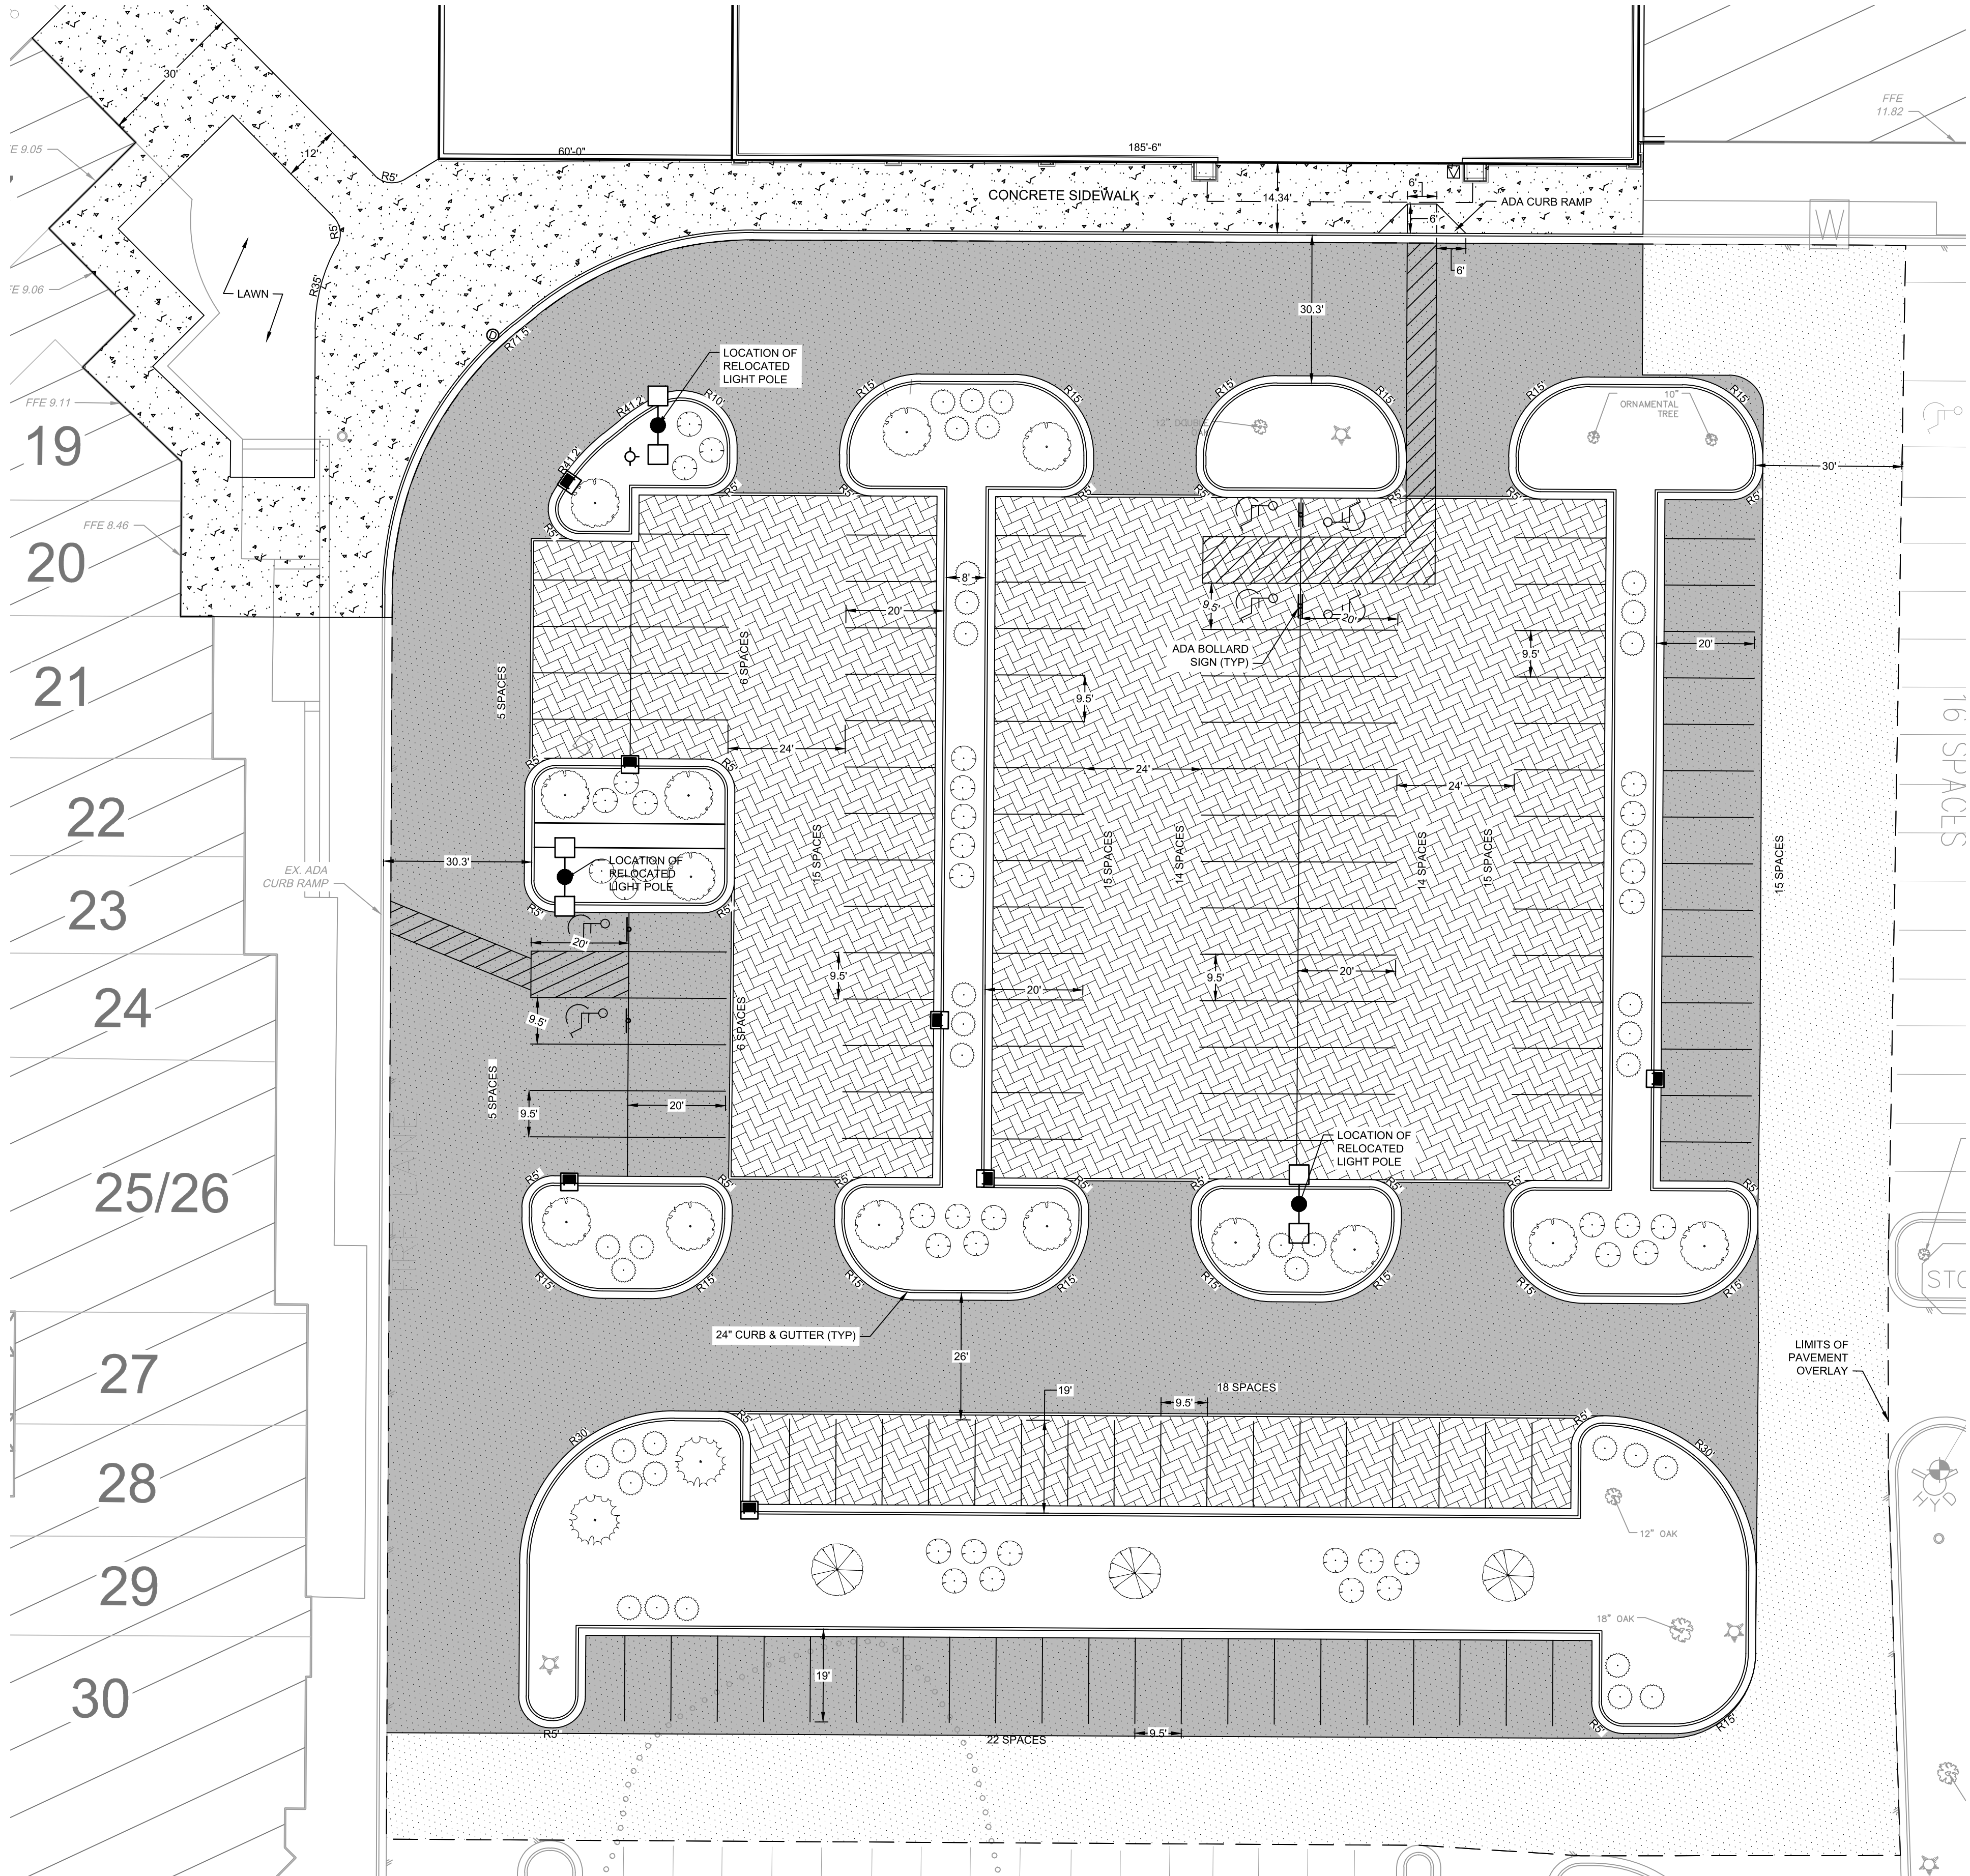 30'
FFE
11.82
12'
E 9.05
60'-0"
185'-6"
R5'
CONCRETE SIDEWALK
14.34'
6'
6'
ADA CURB RAMP
W
R5'
6'
FE 9.06
LAWN
R35'
30.3'
R71.5'
LOCATION OF
RELOCATED
LIGHT POLE
FFE 9.11
R41.2'
R10'
R15'
R15'
R15'
R15'
R15'
R15'
12" DOUBLE
10"
ORNAMENTAL
TREE
19
R41.2'
30'
R5'
R5'
R5'
R5'
R5'
R5'
FFE 8.46
R5'
20
8'
20'
9.5'
20'
ADA BOLLARD
SIGN (TYP)
9.5'
20'
21
5 SPACES
6 SPACES
9.5'
16 SPACES
24'
24'
24'
R5'
R5'
22
15 SPACES
15 SPACES
14 SPACES
14 SPACES
15 SPACES
15 SPACES
30.3'
LOCATION OF
RELOCATED
LIGHT POLE
EX. ADA
CURB RAMP
23
R5'
R5'
20'
9.5'
9.5'
20'
20'
24
9.5'
6 SPACES
5 SPACES
9.5'
20'
FIRE LANE
LOCATION OF
RELOCATED
LIGHT POLE
R5'
R5'
R5'
R5'
R5'
R5'
R5'
R5'
25/26
R15'
R15'
R15'
R15'
R15'
R15'
R15'
R15'
STO
24" CURB & GUTTER (TYP)
26'
LIMITS OF
PAVEMENT
OVERLAY
27
19'
9.5'
18 SPACES
R30'
R5'
R5'
R30'
28
HYD
12" OAK
29
18" OAK
19'
30
R5'
9.5'
22 SPACES
R5'
R15'